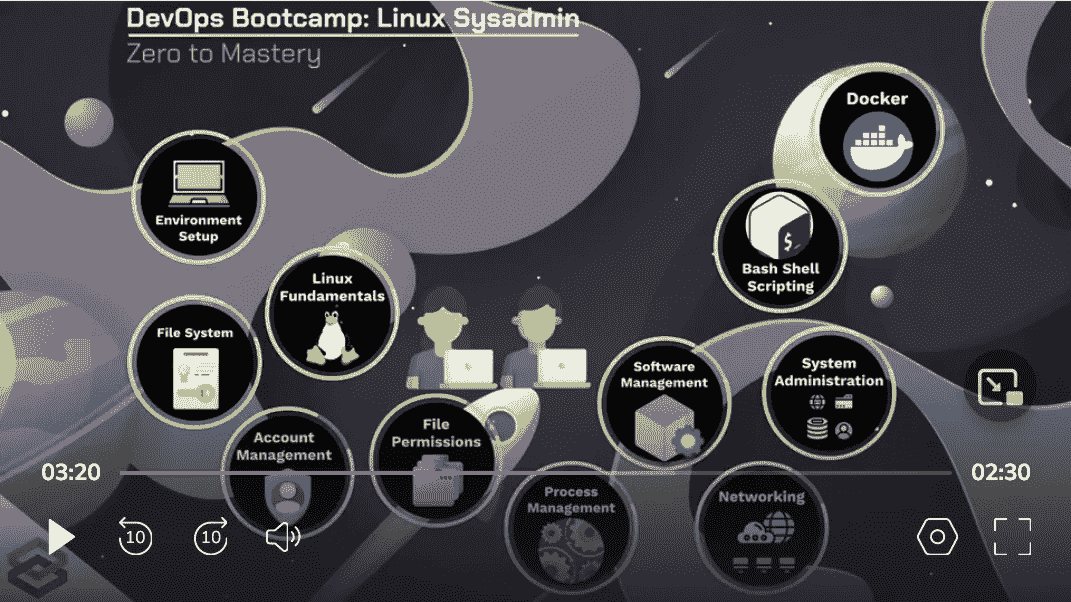 DevOps Bootcamp: Linux Sysadmin
Zero to Mastery
Docker
Environment
Setup
Bash Shell
Scripting
$_
Linux
Fundamentals
File System
Software
Management
System
Administration
Account
Management
File
Permissions
Process
Management
Networking
03:20
02:30
10
10